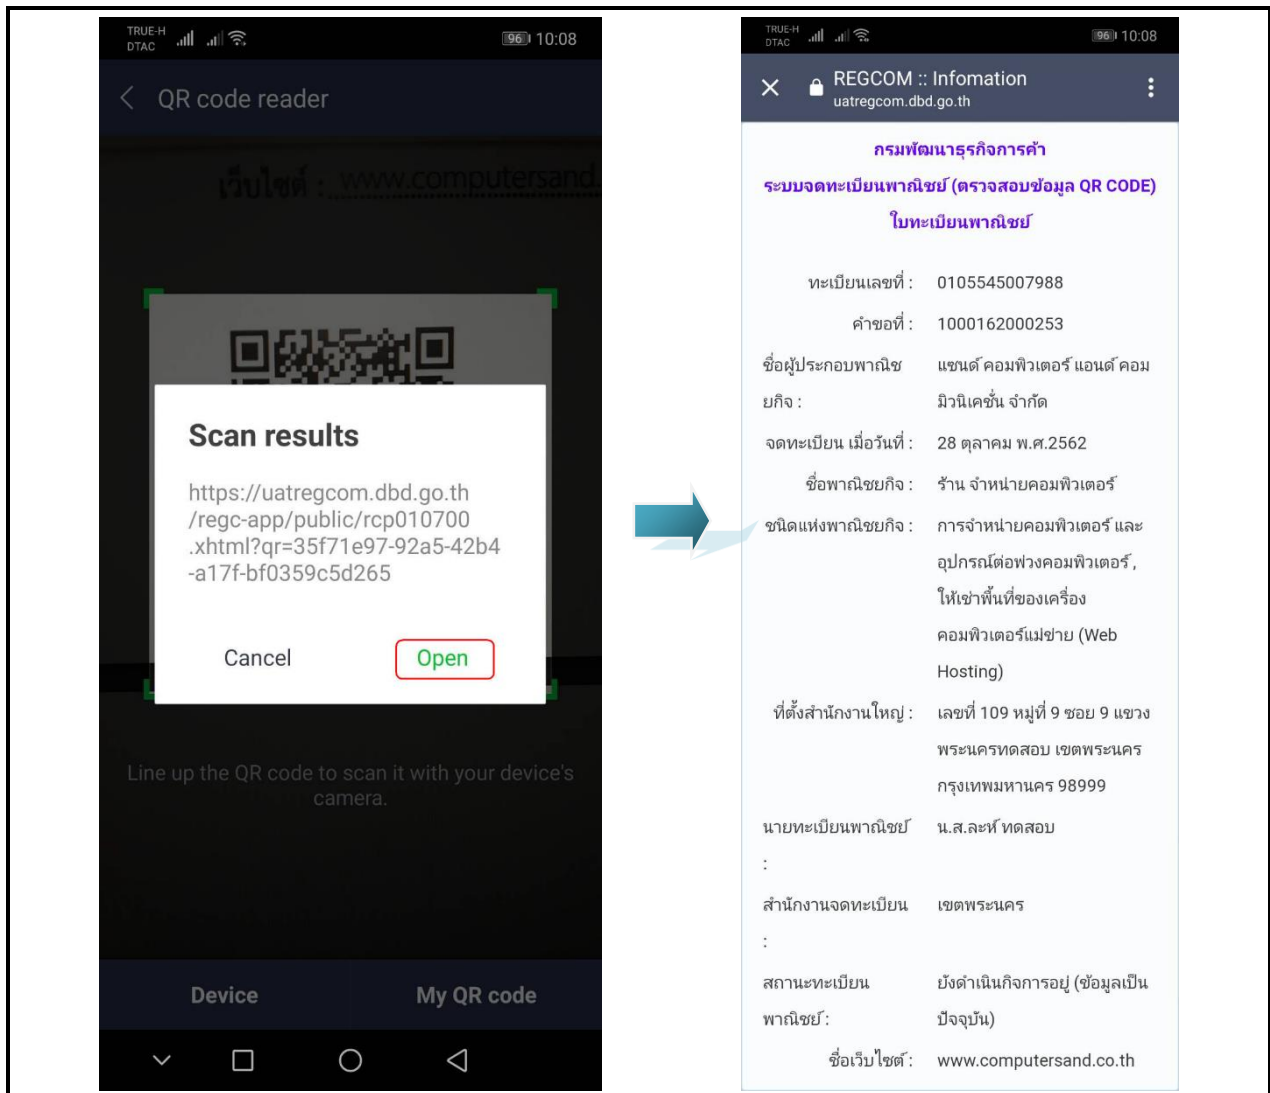 TRUE-H
DTAC
96 10:08
QR code reader
เว็บไซต์ : www.computersand.
Scan results
https://uatregcom.dbd.go.th
/regc-app/public/rcp010700
.xhtml?qr=35f71e97-92a5-42b4
-a17f-bf0359c5d265
Cancel Open
Line up the QR code to scan it with your device's
camera.
Device My QR code
TRUE-H
DTAC
96 10:08
REGCOM :: Infomation
uatregcom.dbd.go.th
กรมพัฒนาธุรกิจการค้า
ระบบจดทะเบียนพาณิชย์ (ตรวจสอบข้อมูล QR CODE)
ใบทะเบียนพาณิชย์
ทะเบียนเลขที่ : 0105545007988
คำขอที่ : 1000162000253
ชื่อผู้ประกอบพาณิช แซนด์ คอมพิวเตอร์ แอนด์ คอม
ยกิจ : มิวนิเคชั่น จำกัด
จดทะเบียน เมื่อวันที่ : 28 ตุลาคม พ.ศ.2562
ชื่อพาณิชยกิจ : ร้าน จำหน่ายคอมพิวเตอร์
ชนิดแห่งพาณิชยกิจ : การจำหน่ายคอมพิวเตอร์ และ
อุปกรณ์ต่อพ่วงคอมพิวเตอร์ ,
ให้เช่าพื้นที่ของเครื่อง
คอมพิวเตอร์แม่ข่าย (Web
Hosting)
ที่ตั้งสำนักงานใหญ่ : เลขที่ 109 หมู่ที่ 9 ซอย 9 แขวง
พระนครทดสอบ เขตพระนคร
กรุงเทพมหานคร 98999
นายทะเบียนพาณิชย์ น.ส.ละห์ ทดสอบ
:
สำนักงานจดทะเบียน เขตพระนคร
:
สถานะทะเบียน ยังดำเนินกิจการอยู่ (ข้อมูลเป็น
พาณิชย์ : ปัจจุบัน)
ชื่อเว็บไซต์ : www.computersand.co.th